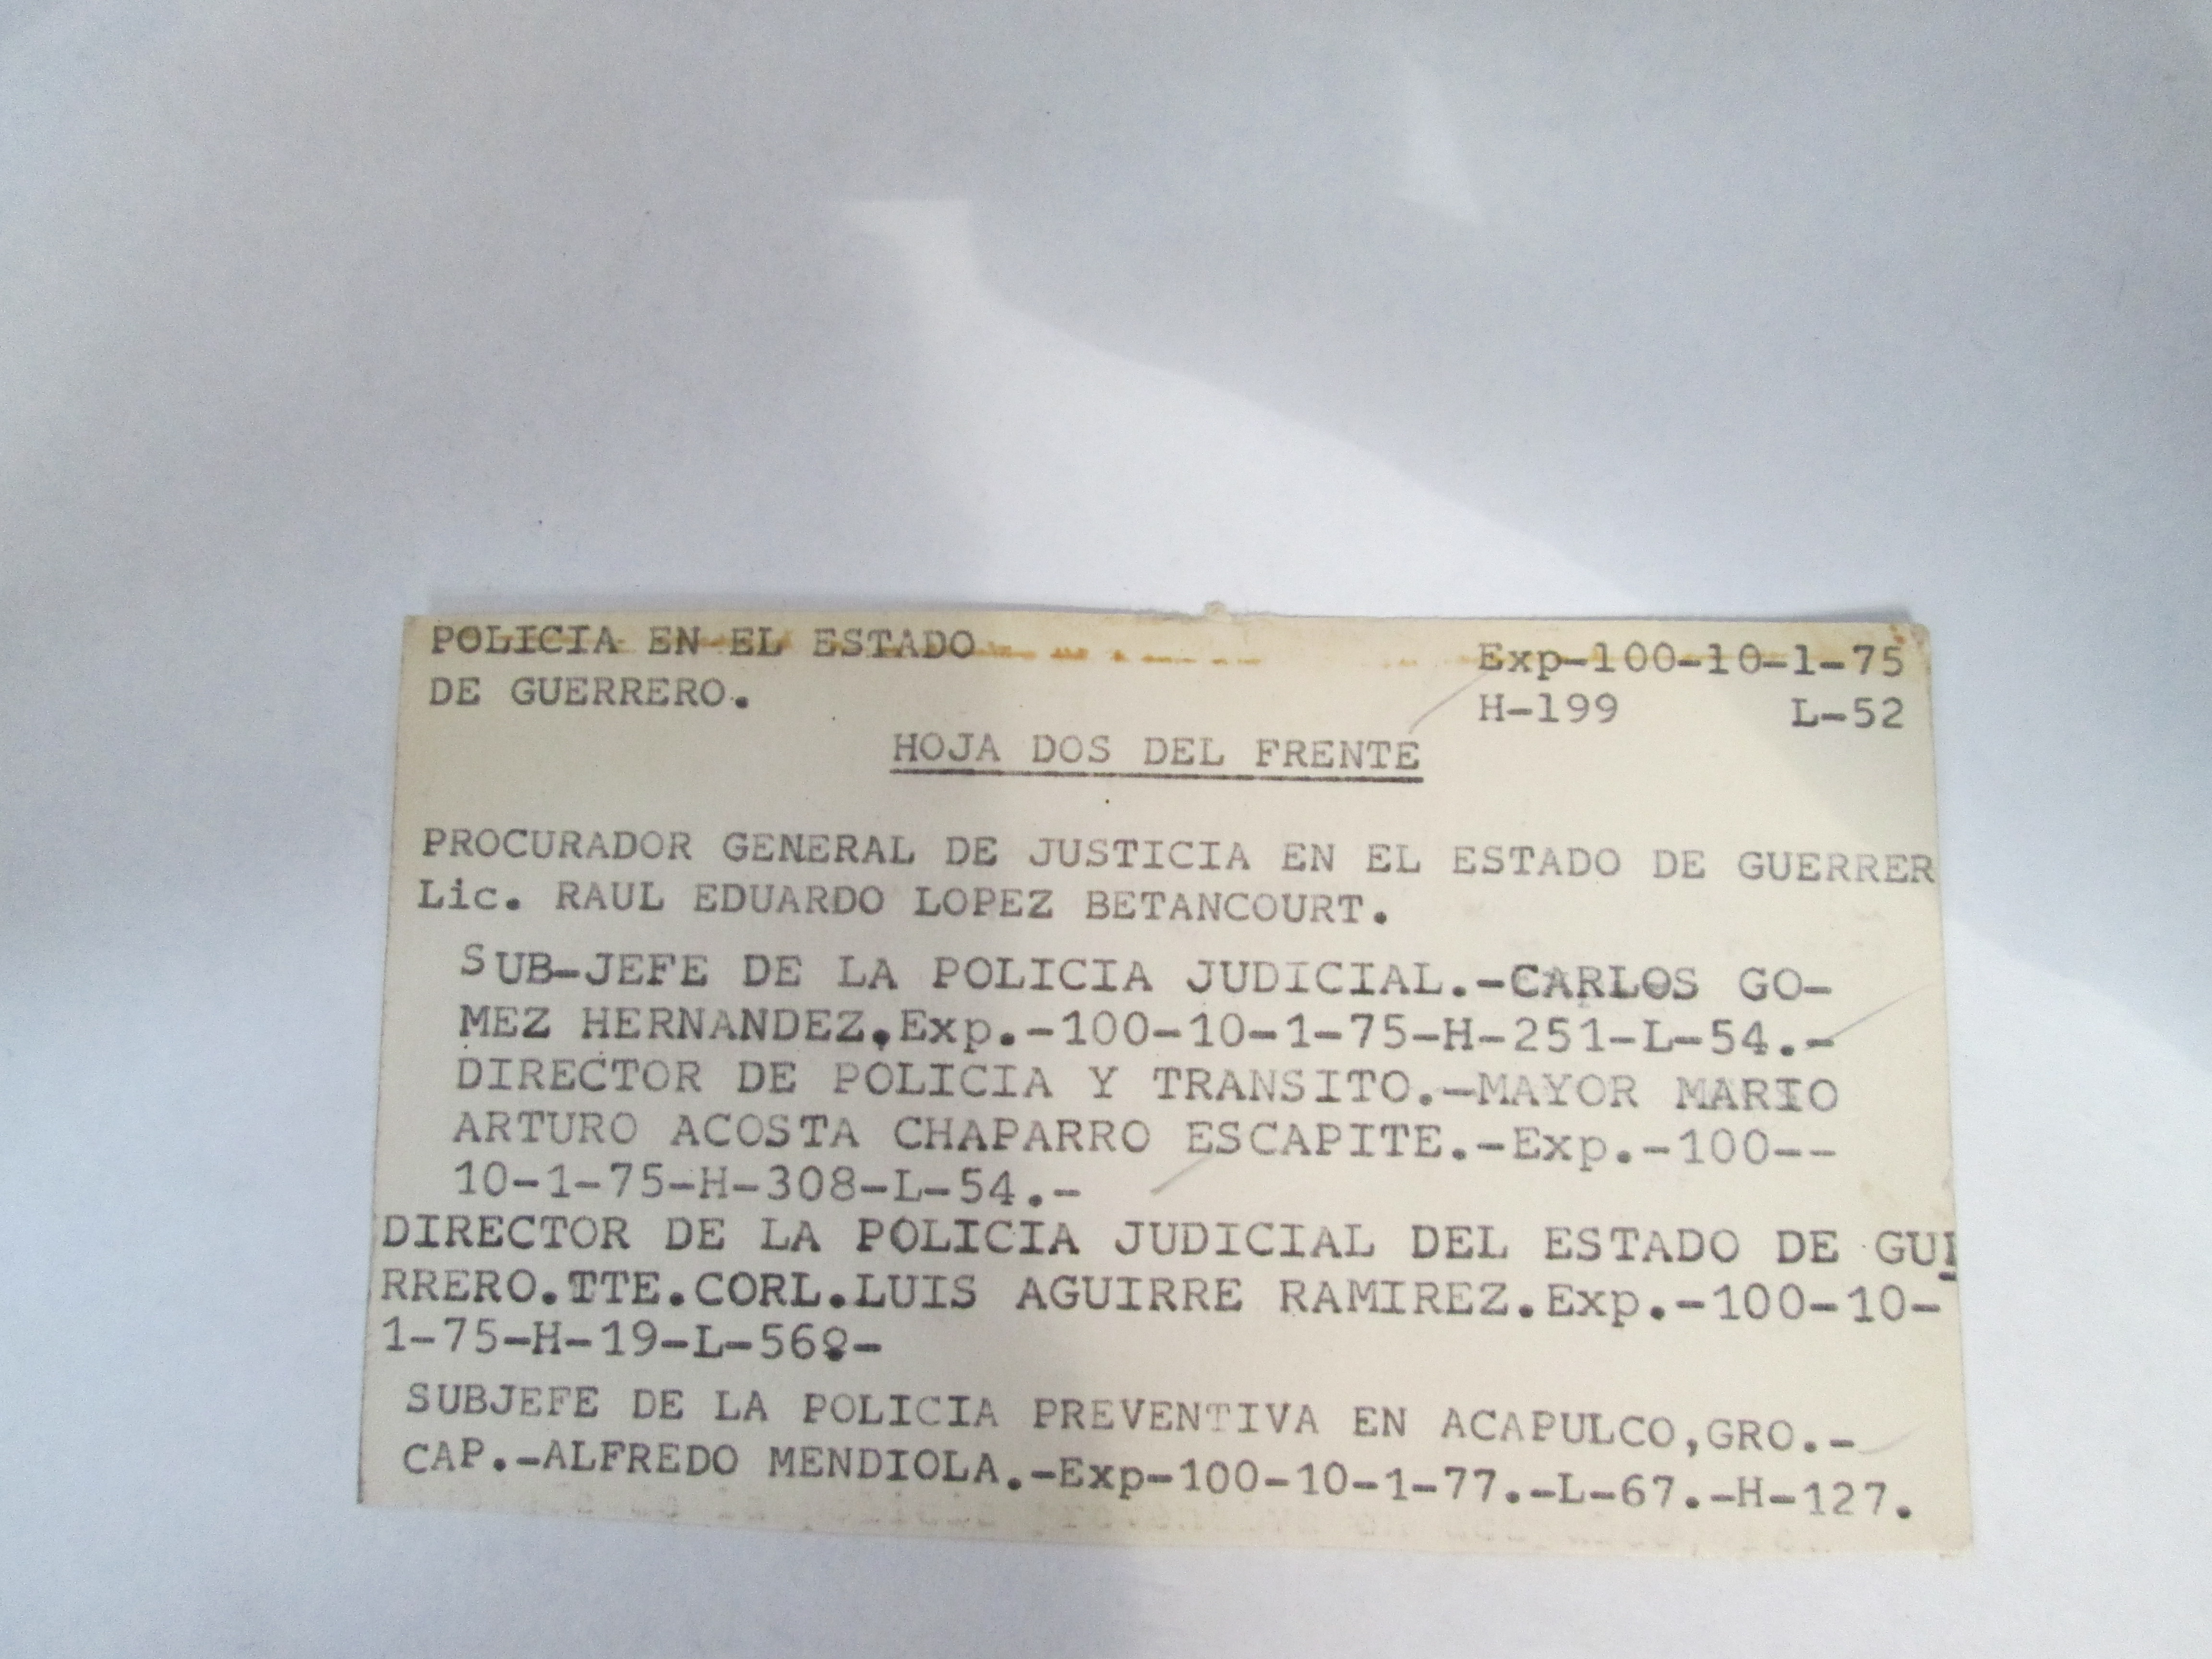 POLICIA EN EL ESTADO
DE GUERRERO.
Exp-100-10-1-75
H-199 L-52
HOJA DOS DEL FRENTE
PROCURADOR GENERAL DE JUSTICIA EN EL ESTADO DE GUERRER
Lic. RAUL EDUARDO LOPEZ BETANCOURT.
SUB-JEFE DE LA POLICIA JUDICIAL.-CARLOS GO-
MEZ HERNANDEZ.Exp.-100-10-1-75-H-251-L-54.-
DIRECTOR DE POLICIA Y TRANSITO.-MAYOR MARIO
ARTURO ACOSTA CHAPARRO ESCAPITE.-Exp.-100--
10-1-75-H-308-L-54.-
DIRECTOR DE LA POLICIA JUDICIAL DEL ESTADO DE GUE
RRERO.TTE.CORL.LUIS AGUIRRE RAMIREZ.Exp.-100-10-
1-75-H-19-L-56.-
SUBJEFE DE LA POLICIA PREVENTIVA EN ACAPULCO,GRO.-
CAP.-ALFREDO MENDIOLA.-Exp-100-10-1-77.-L-67.-H-127.